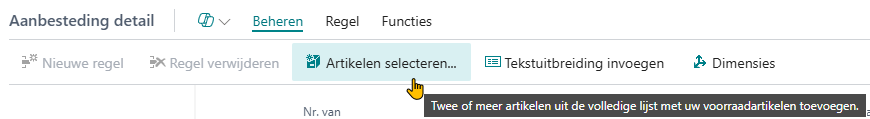 Aanbesteding detail Beheren Regel Functies
Nieuwe regel Regel verwijderen Artikelen selecteren... Tekstuitbreiding invoegen Dimensies
Nr. van
Twee of meer artikelen uit de volledige lijst met uw voorraadartikelen toevoegen.